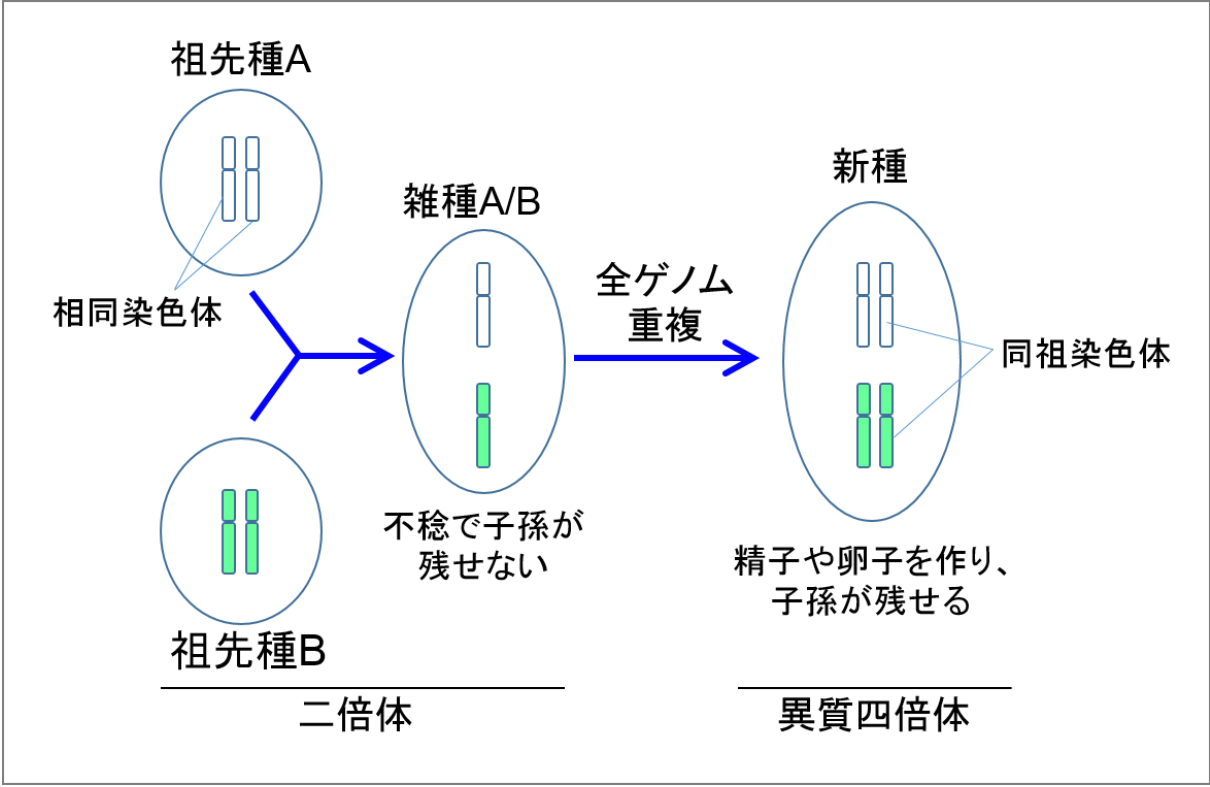 祖先種A
相同染色体
祖先種B
雑種A/B
不稔で子孫が
残せない
二倍体
全ゲノム
重複
新種
同祖染色体
精子や卵子を作り、
子孫が残せる
異質四倍体